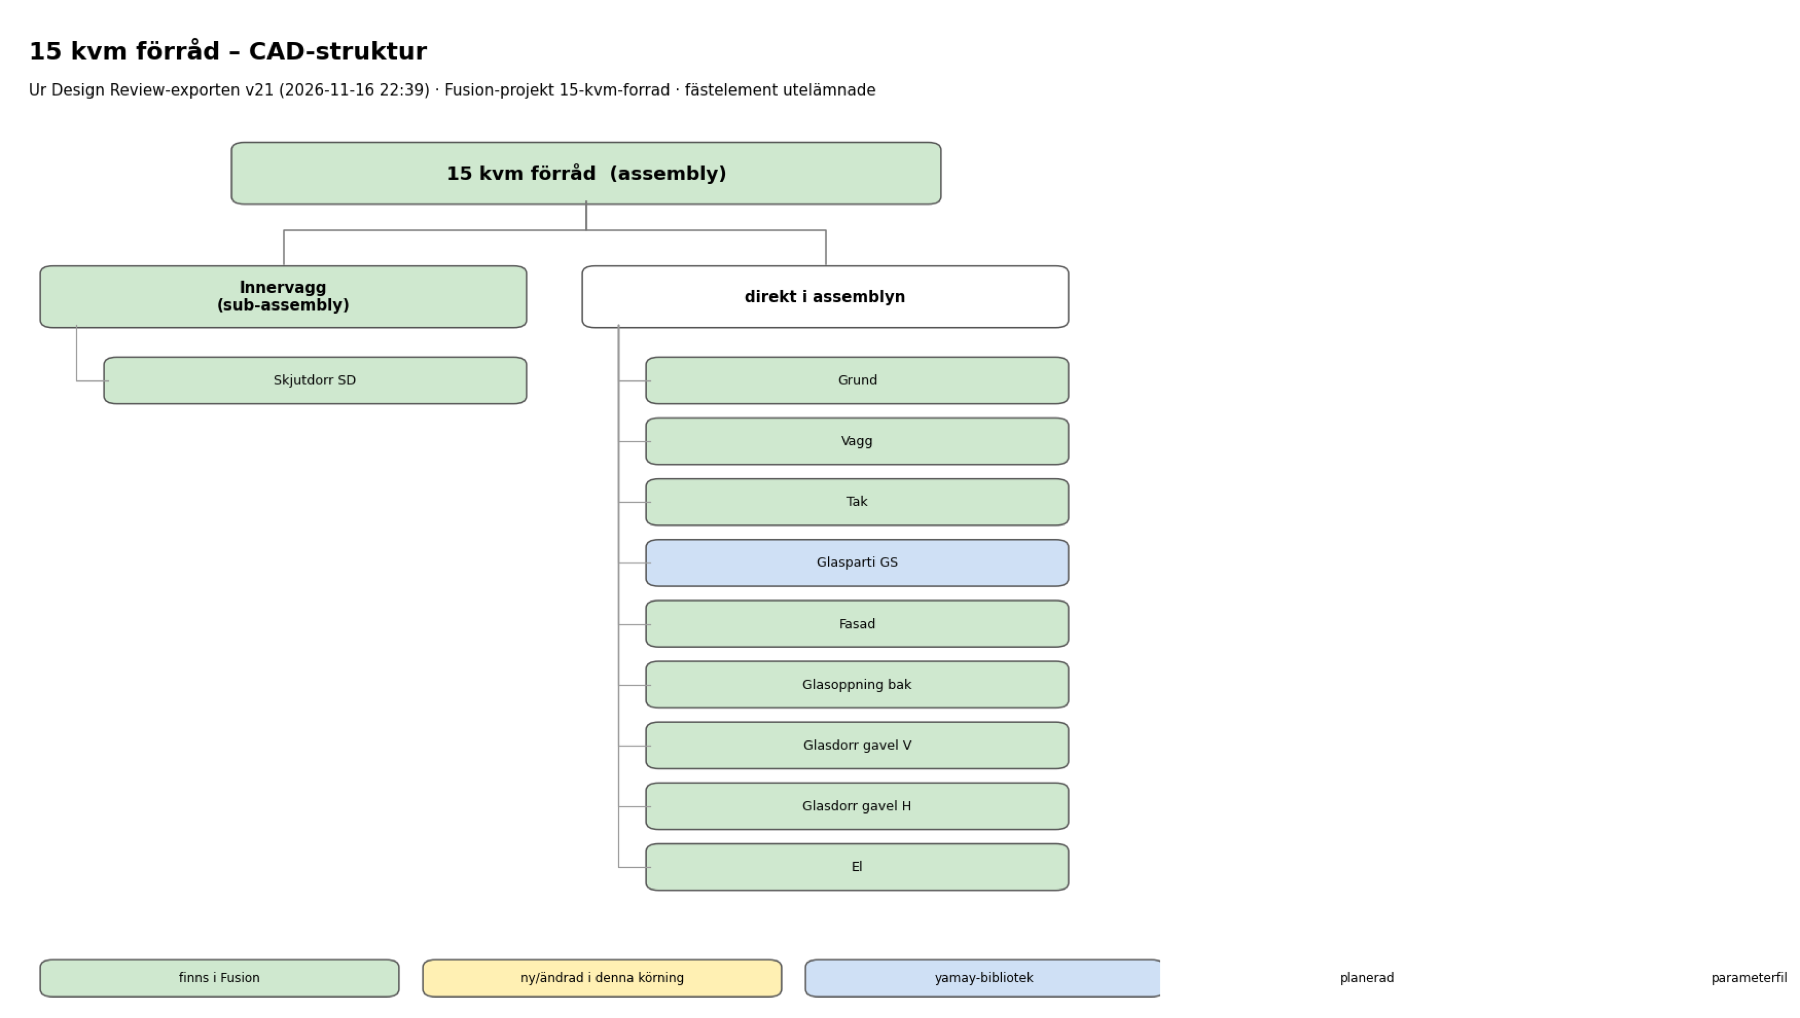 15 kvm förråd – CAD-struktur
Ur Design Review-exporten v21 (2026-11-16 22:39) · Fusion-projekt 15-kvm-forrad · fästelement utelämnade
15 kvm förråd (assembly)
Innervagg
(sub-assembly)
direkt i assemblyn
Skjutdorr SD
Grund
Vagg
Tak
Glasparti GS
Fasad
Glasoppning bak
Glasdorr gavel V
Glasdorr gavel H
El
finns i Fusion
ny/ändrad i denna körning
yamay-bibliotek
planerad
parameterfil